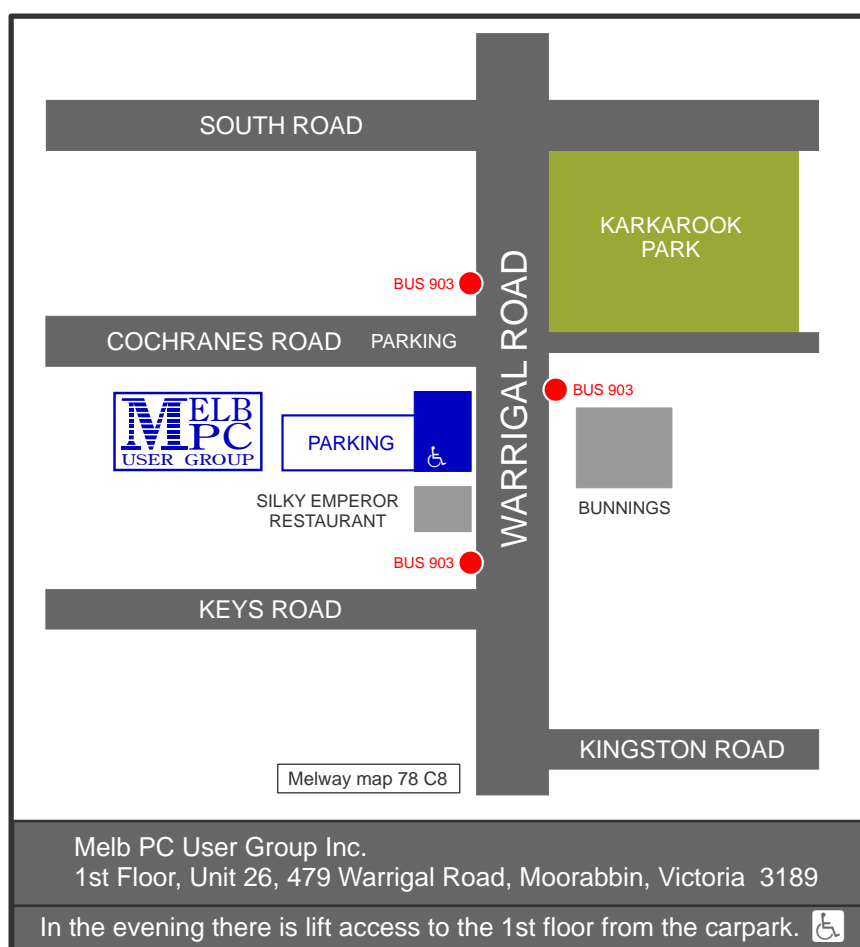 SOUTH ROAD
KARKAROOK
PARK
BUS 903
WARRIGAL ROAD
COCHRANES ROAD
PARKING
BUS 903
MELB
PC
USER GROUP
PARKING
SILKY EMPEROR
RESTAURANT
BUNNINGS
BUS 903
KEYS ROAD
KINGSTON ROAD
Melway map 78 C8
Melb PC User Group Inc.
1st Floor, Unit 26, 479 Warrigal Road, Moorabbin, Victoria 3189
In the evening there is lift access to the 1st floor from the carpark.